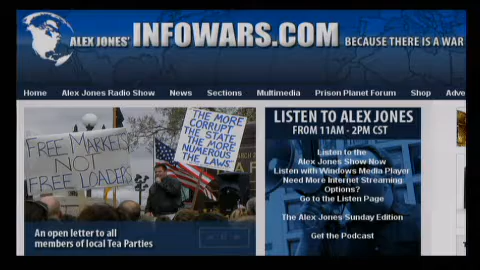 ALEX JONES' INFOWARS.COM BECAUSE THERE IS A WAR
Home Alex Jones Radio Show News Sections Multimedia Prison Planet Forum Shop Adve
FREE MARKETS
NOT
FREE LOADERS
THE MORE
CORRUPT
THE STATE
THE MORE
NUMEROUS
THE LAWS
An open letter to all
members of local Tea Parties
LISTEN TO ALEX JONES
FROM 11AM - 2PM CST
Listen to the
Alex Jones Show Now
Listen with Windows Media Player
Need More Internet Streaming
Options?
Go to the Listen Page
The Alex Jones Sunday Edition
Get the Podcast